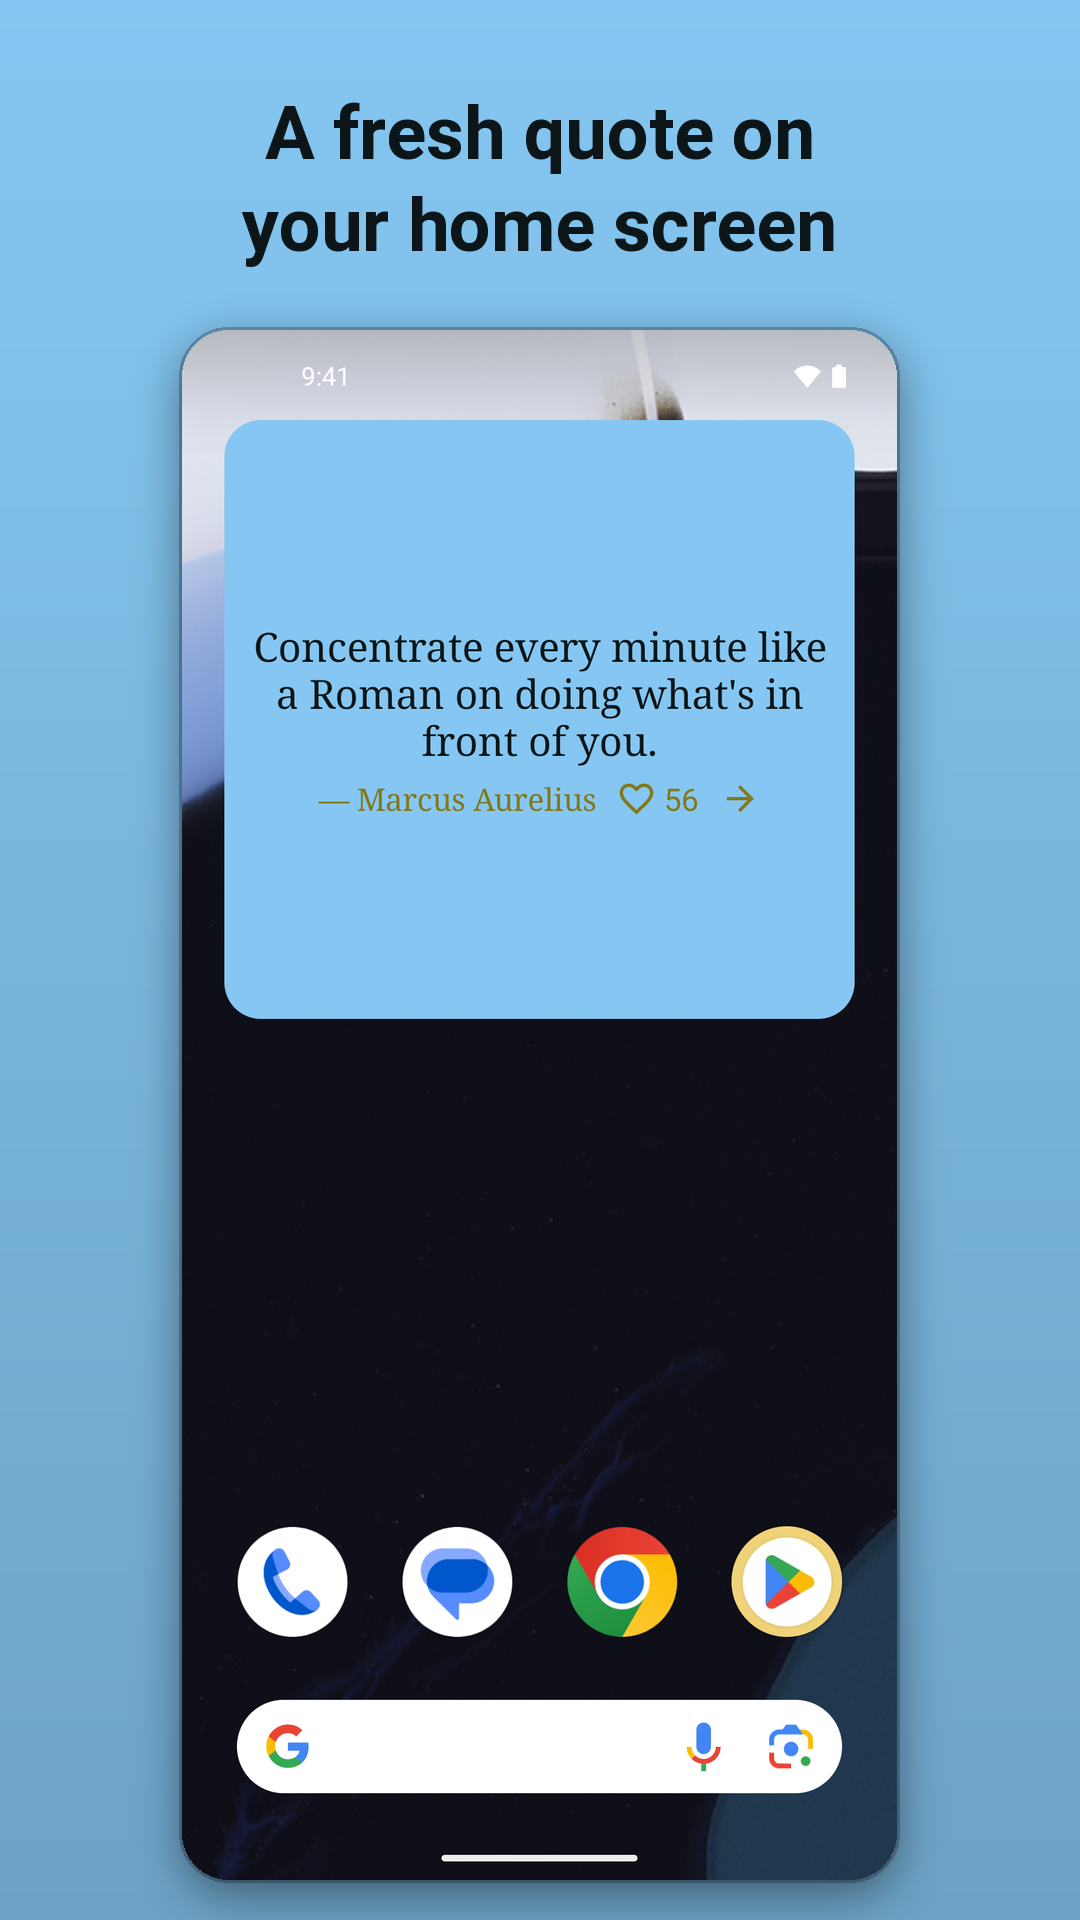 A fresh quote on
your home screen
9:41
Concentrate every minute like
a Roman on doing what's in
front of you.
— Marcus Aurelius 56